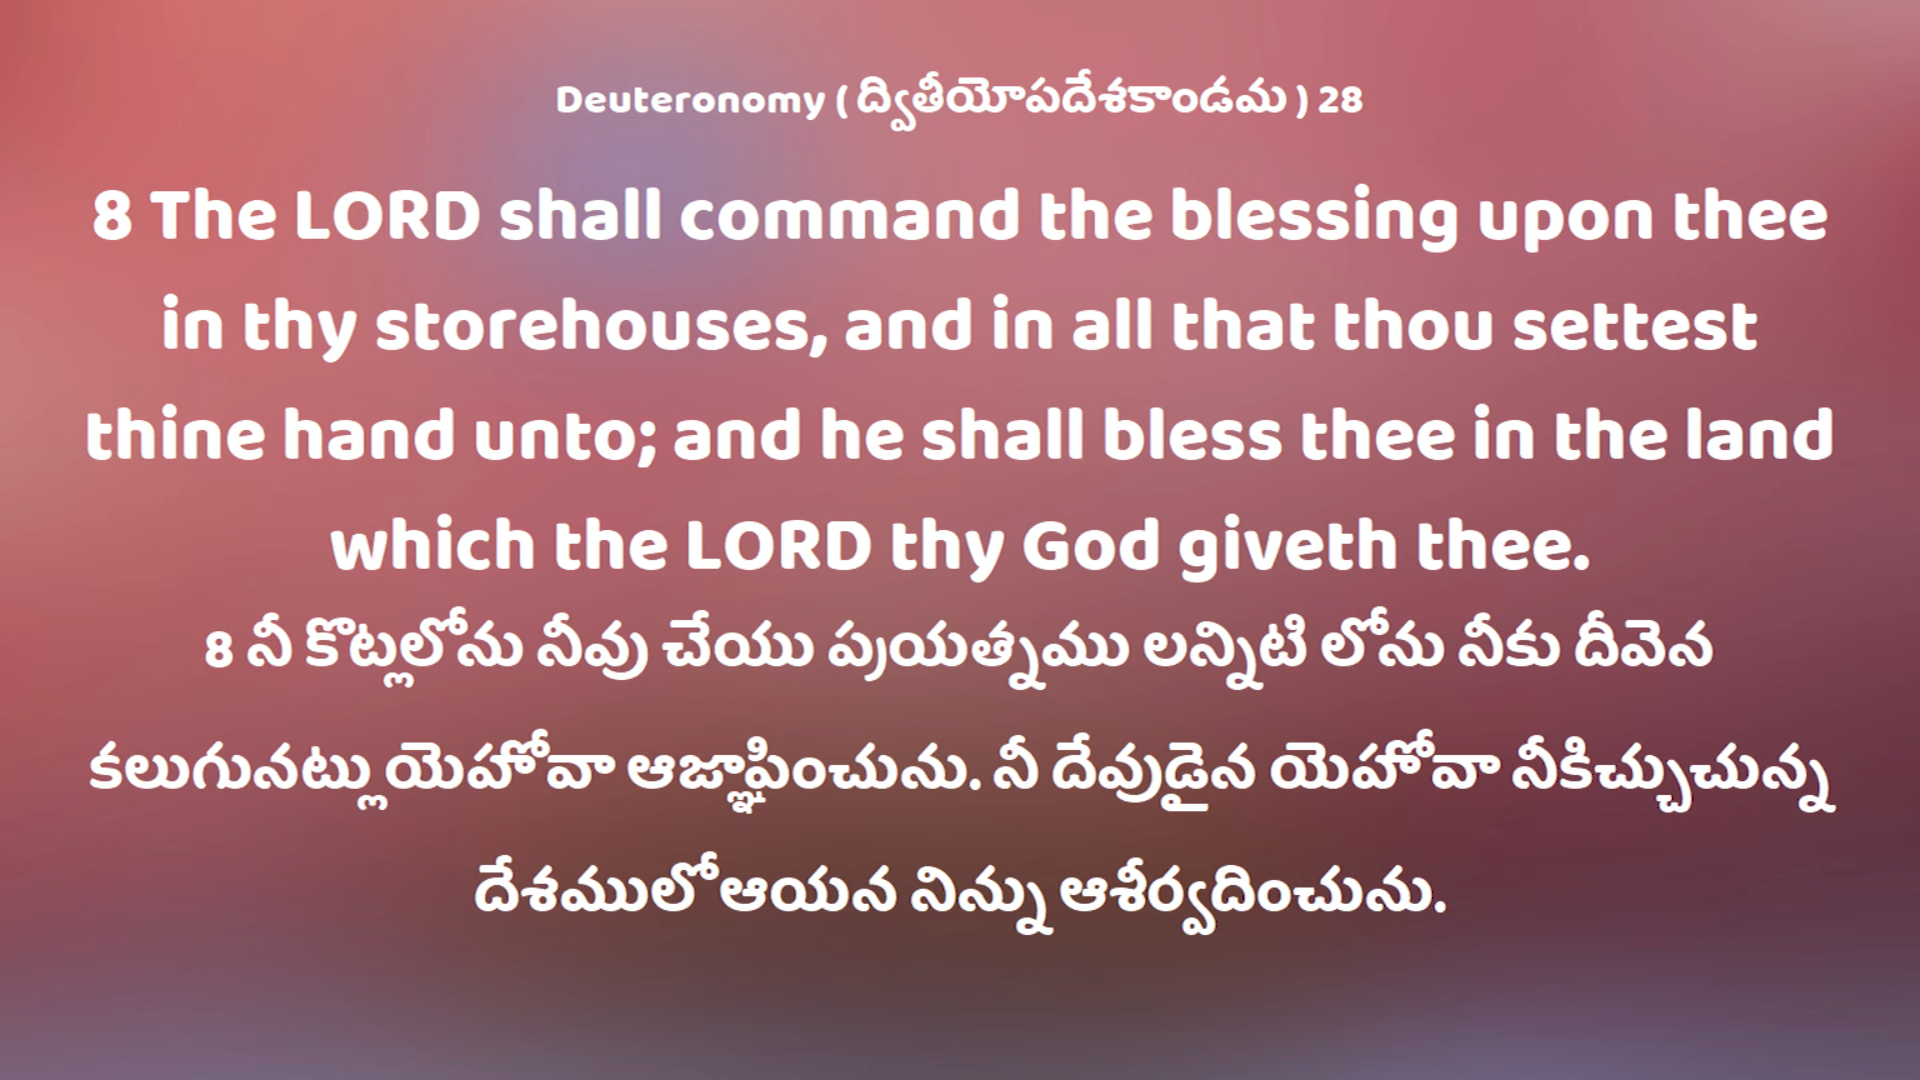 Deuteronomy ( ద్వితీయోపదేశకాండమ ) 28
8 The LORD shall command the blessing upon thee
in thy storehouses, and in all that thou settest
thine hand unto; and he shall bless thee in the land
which the LORD thy God giveth thee.
8 నీ కొట్లలోను నీవు చేయు ప్రయత్నము లన్నిటి లోను నీకు దీవెన
కలుగునట్లు యెహోవా ఆజ్ఞాపించును. నీ దేవుడైన యెహోవా నీకిచ్చుచున్న
దేశములో ఆయన నిన్ను ఆశీర్వదించును.